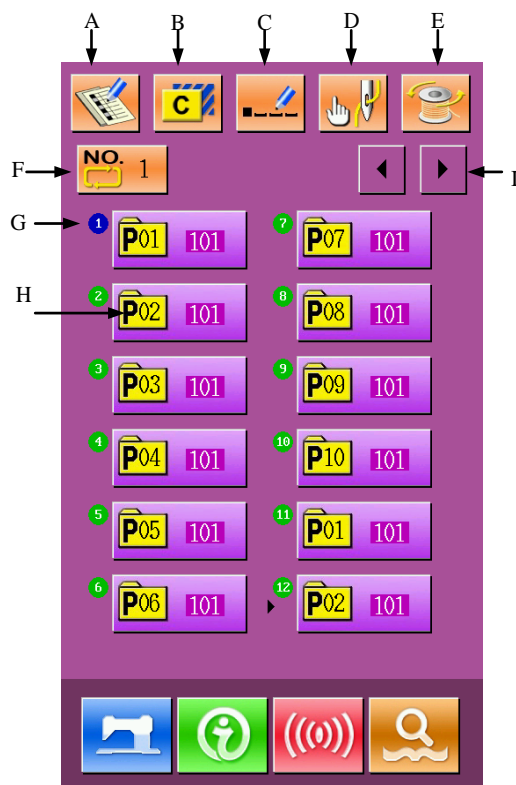 A B C D E
C
F NO. 1 I
G 1 P01 101 7 P07 101
H 2 P02 101 8 P08 101
3 P03 101 9 P09 101
4 P04 101 10 P10 101
5 P05 101 11 P01 101
6 P06 101 12 P02 101